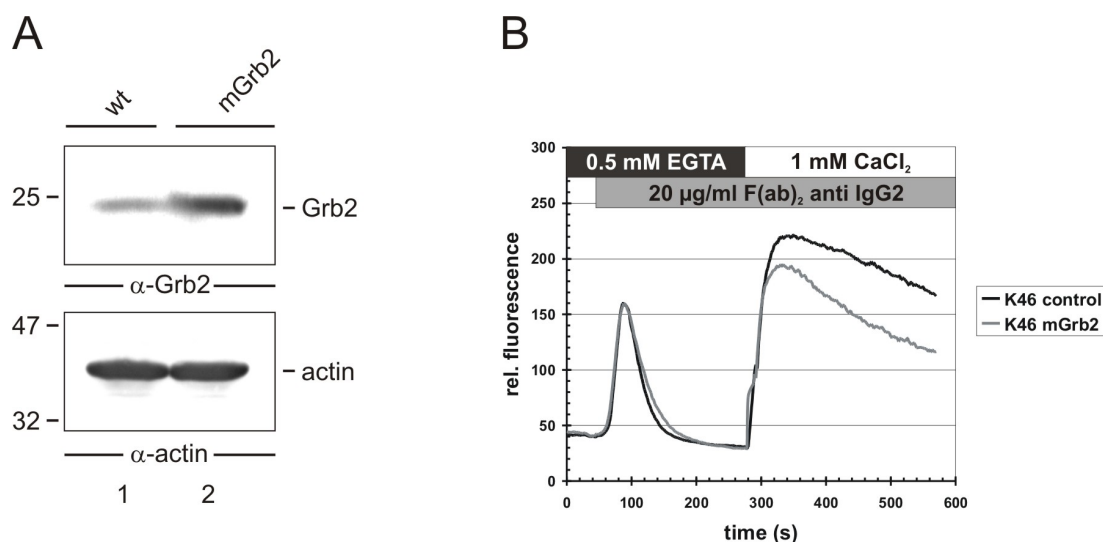 A
wt
mGrb2
25
Grb2
α-Grb2
47
actin
32
α-actin
1 2
B
300
250
200
150
100
50
0
rel. fluorescence
0.5 mM EGTA
1 mM CaCl₂
20 µg/ml F(ab)₂ anti IgG2
0 100 200 300 400 500 600
time (s)
K46 control
K46 mGrb2